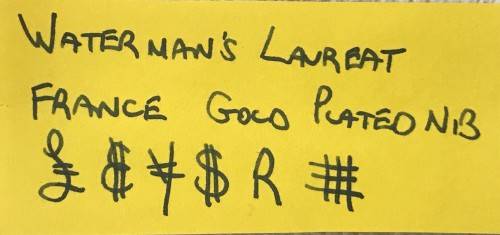 WATERMAN'S LAUREAT
FRANCE GOLD PLATED NIB
£ $ ¥ $ R